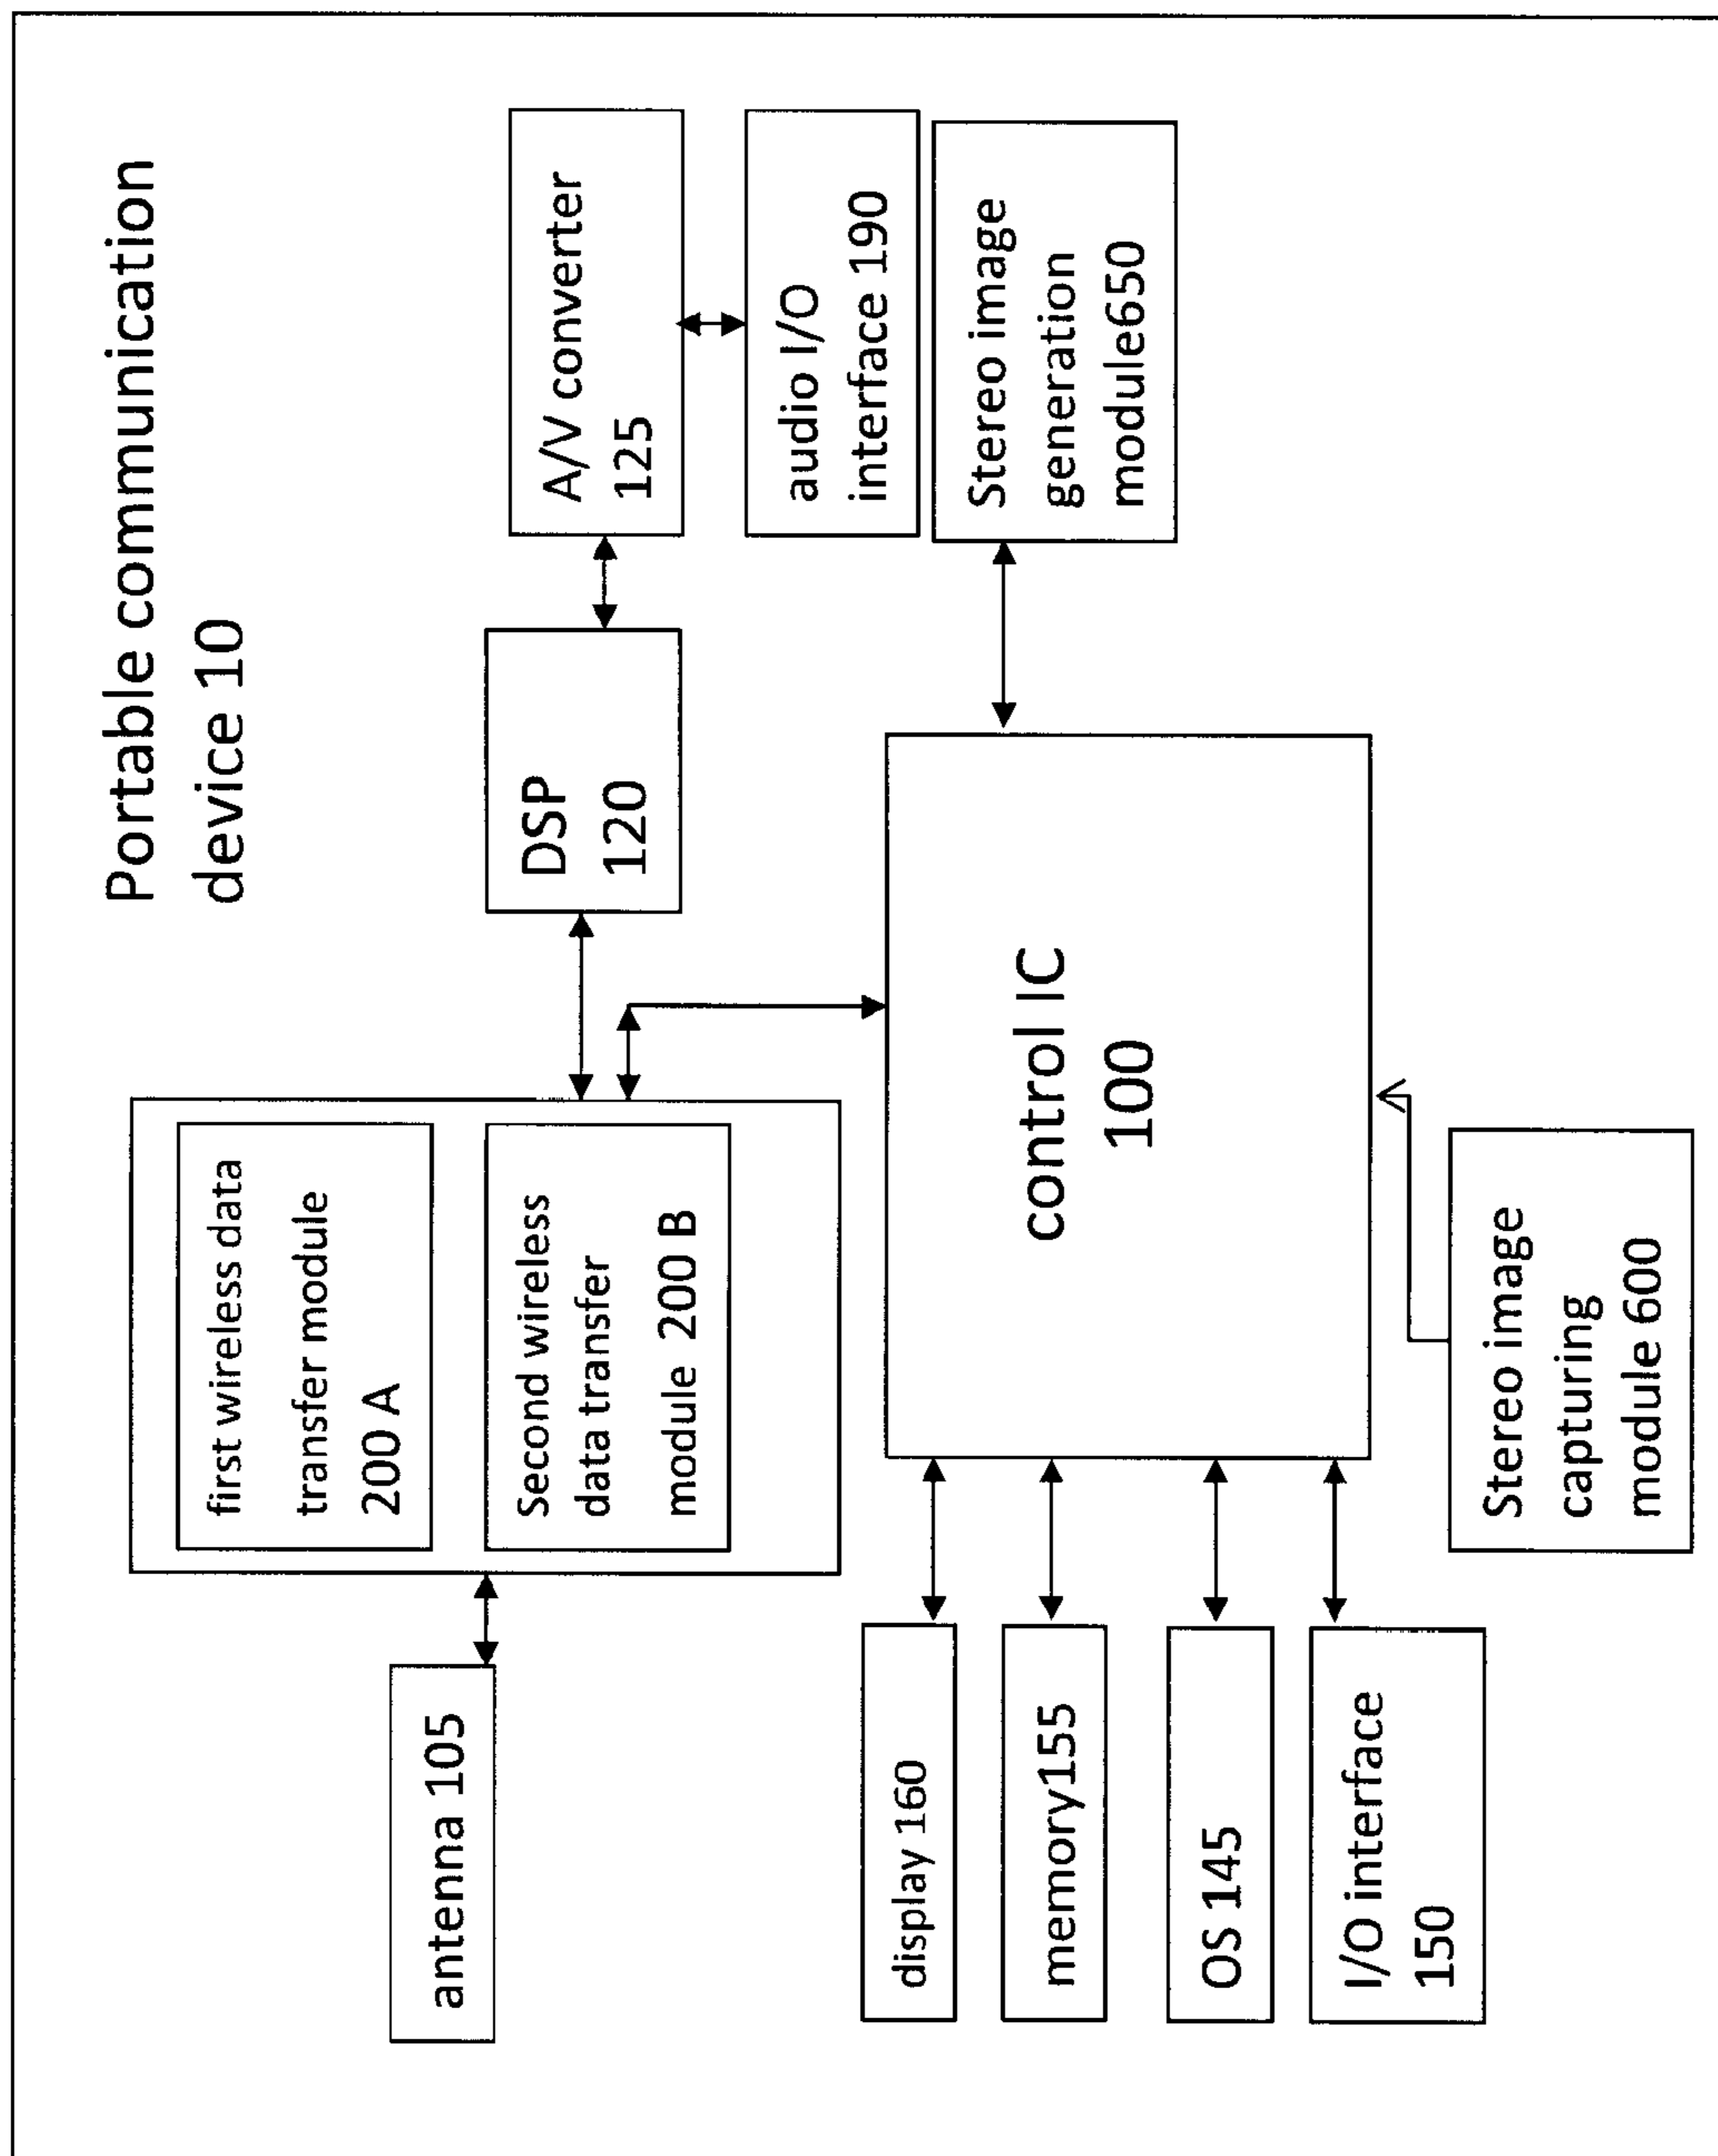 Portable communication
device 10
antenna 105
first wireless data
transfer module
200 A
Second wireless
data transfer
module 200 B
DSP
120
A/V converter
125
audio I/O
interface 190
Stereo image
generation
module650
control IC
100
display 160
memory155
OS 145
I/O interface
150
Stereo image
capturing
module 600